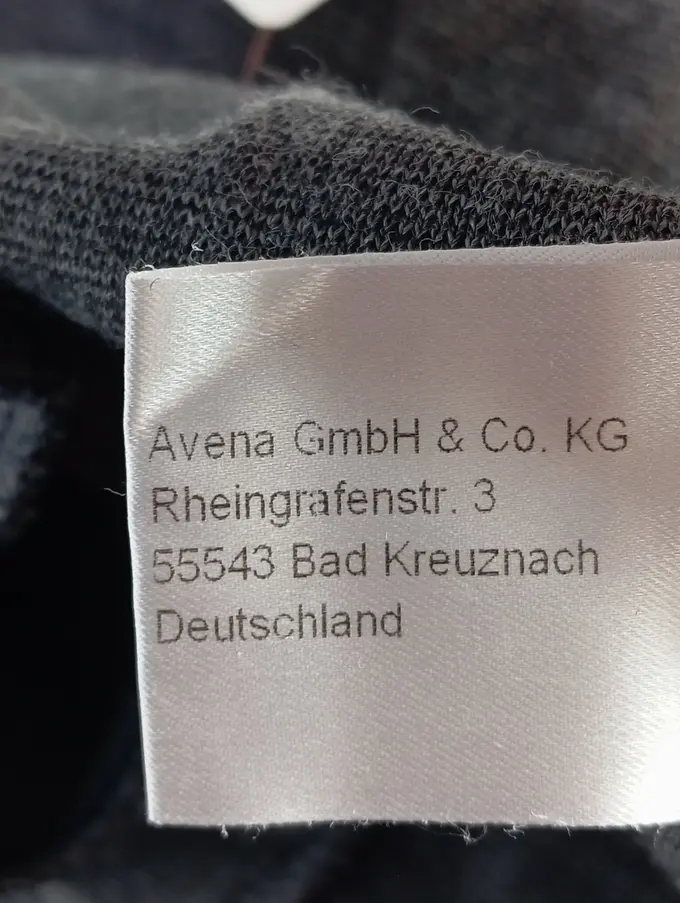 Avena GmbH & Co. KG
Rheingrafenstr. 3
55543 Bad Kreuznach
Deutschland